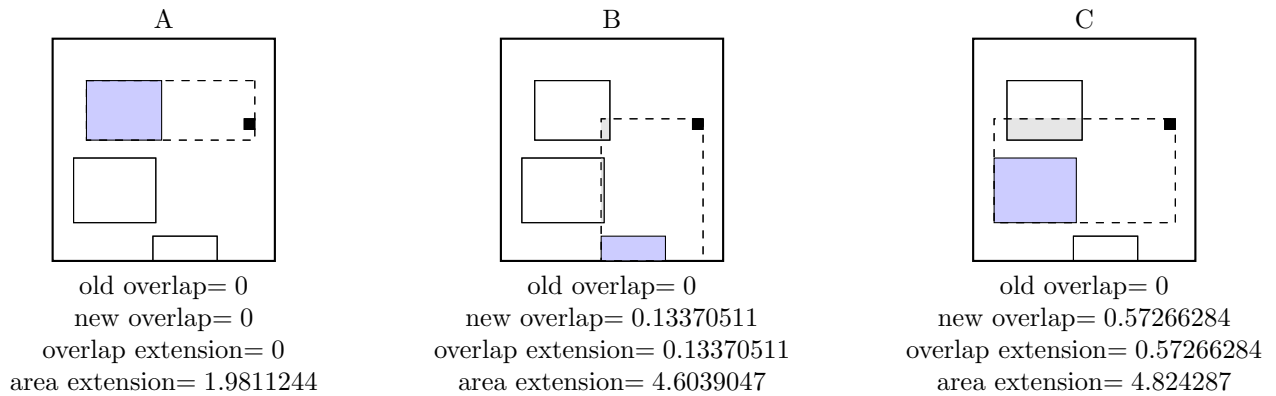 A
B
C
old overlap= 0
new overlap= 0
overlap extension= 0
area extension= 1.9811244
old overlap= 0
new overlap= 0.13370511
overlap extension= 0.13370511
area extension= 4.6039047
old overlap= 0
new overlap= 0.57266284
overlap extension= 0.57266284
area extension= 4.824287